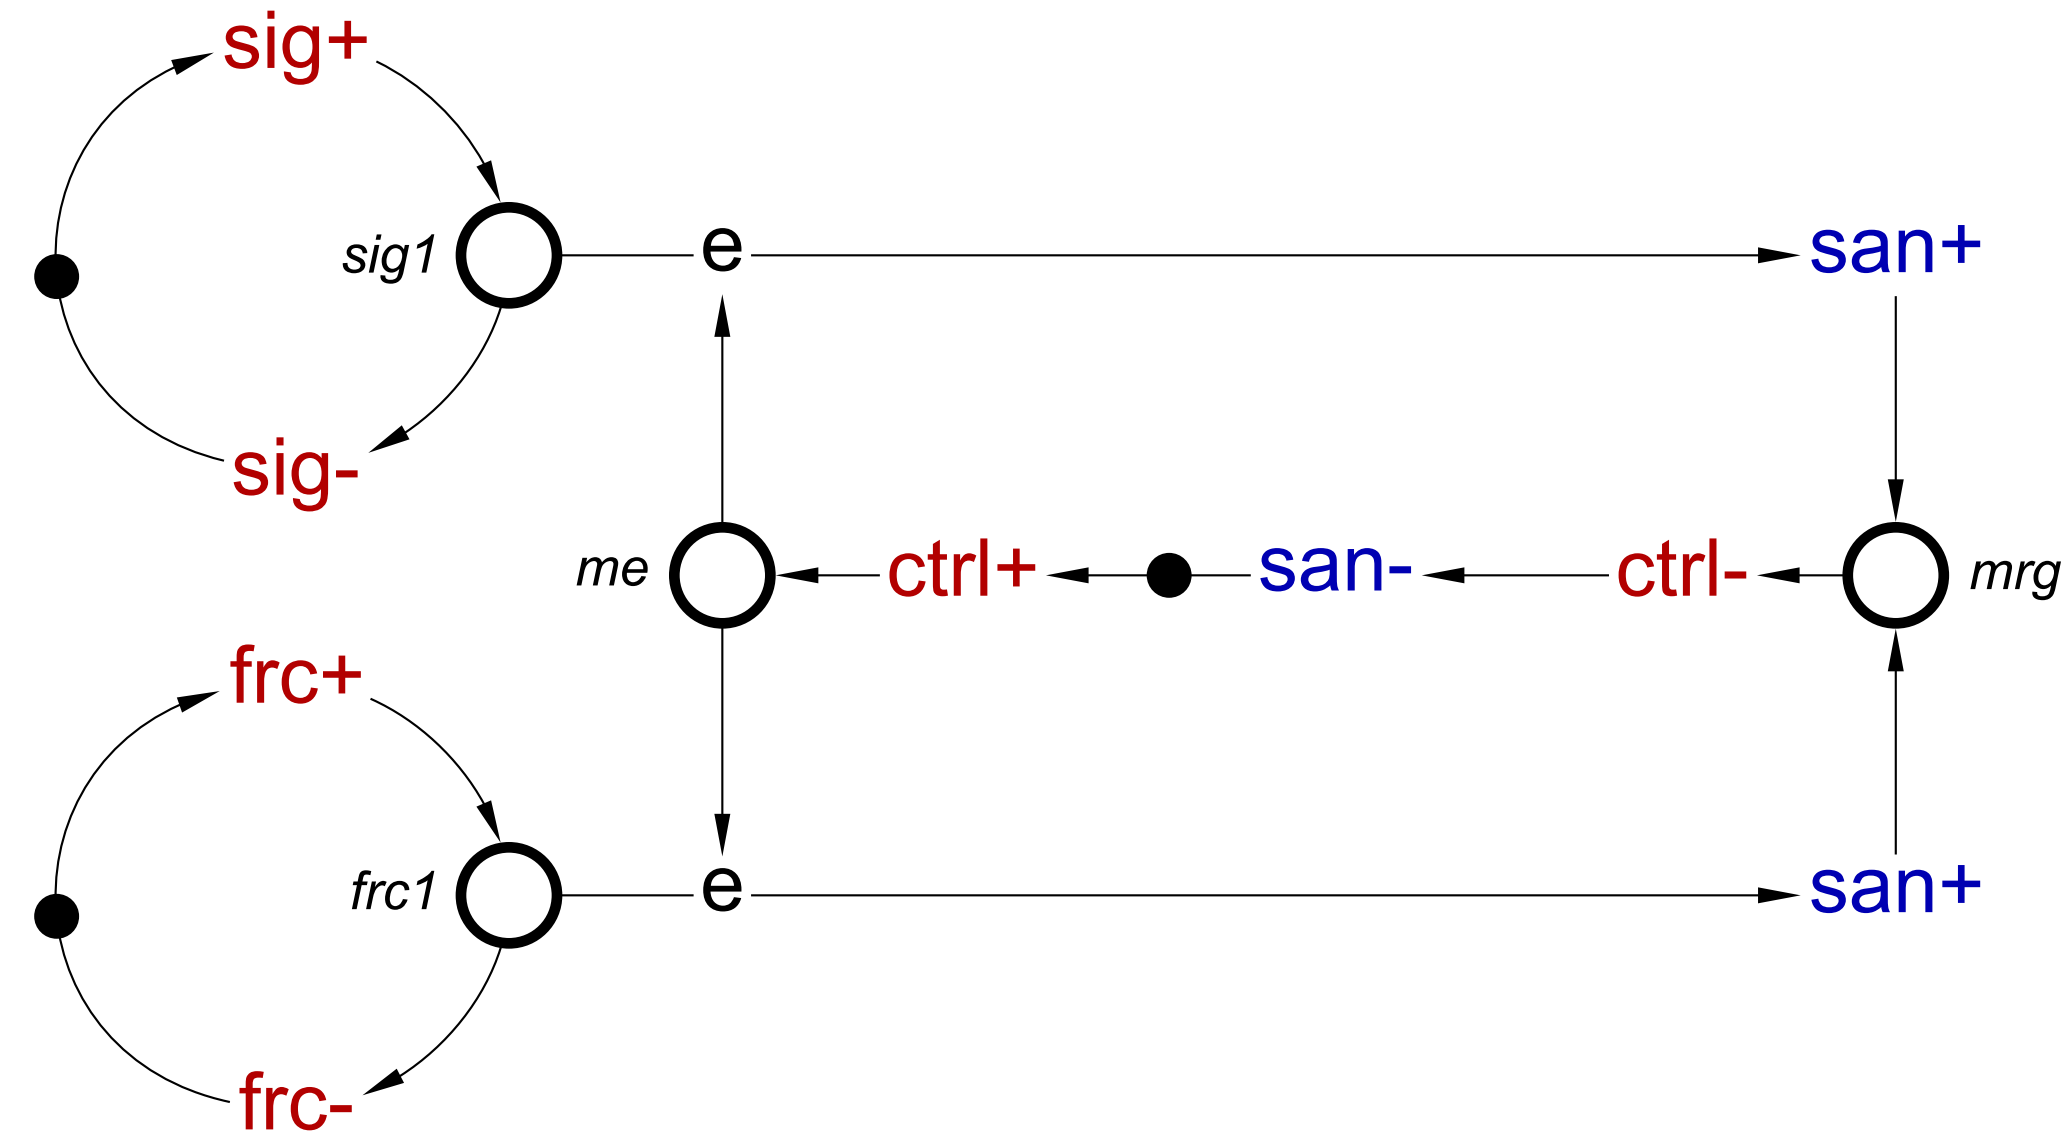 sig+
sig1
e
san+
sig-
me
ctrl+
san-
ctrl-
mrg
frc+
frc1
e
san+
frc-